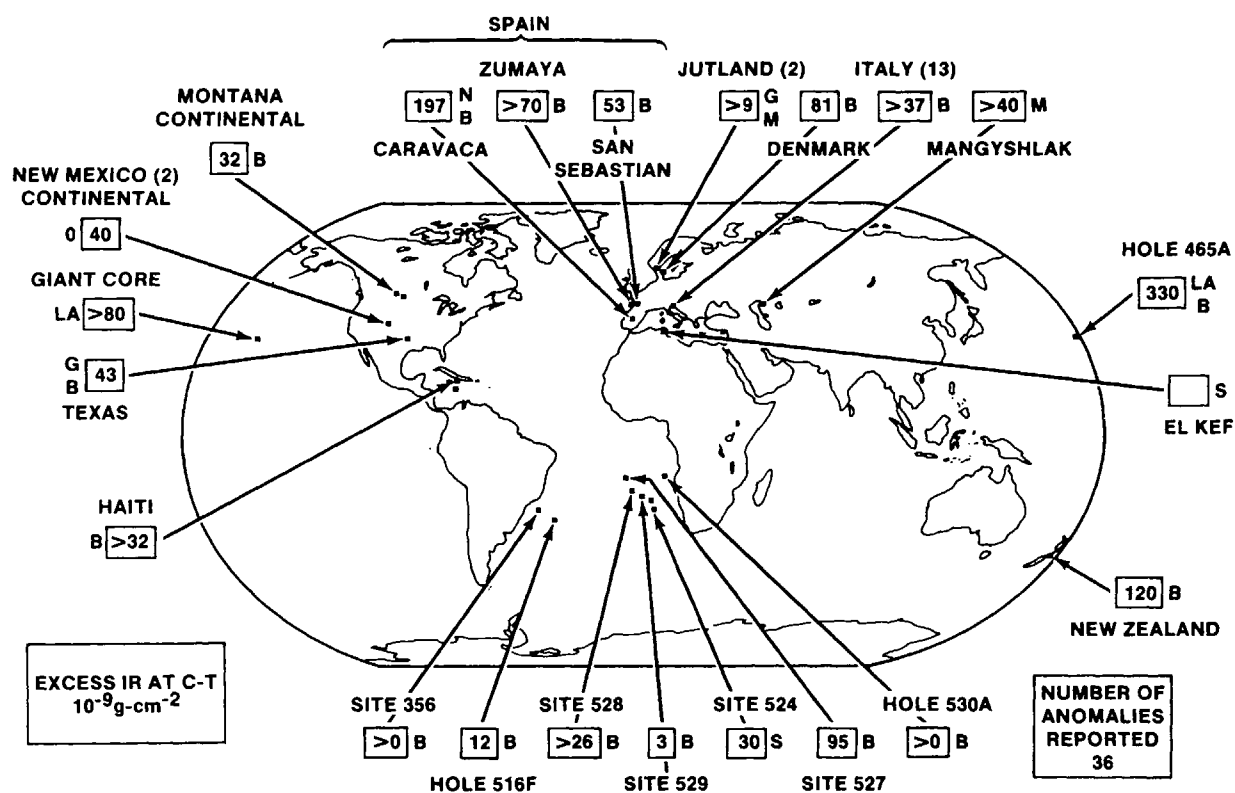 SPAIN
ZUMAYA
JUTLAND (2)
ITALY (13)
MONTANA
CONTINENTAL
197 N B
>70 B
53 B
>9 G M
81 B
>37 B
>40 M
CARAVACA
SAN
SEBASTIAN
DENMARK
MANGYSHLAK
32 B
NEW MEXICO (2)
CONTINENTAL
0 40
HOLE 465A
330 LA B
GIANT CORE
LA >80
G B 43
TEXAS
S
EL KEF
HAITI
B >32
120 B
NEW ZEALAND
EXCESS IR AT C-T
10-9g-cm-2
SITE 356
SITE 528
SITE 524
HOLE 530A
>0 B
12 B
>26 B
3 B
30 S
95 B
>0 B
HOLE 516F
SITE 529
SITE 527
NUMBER OF
ANOMALIES
REPORTED
36